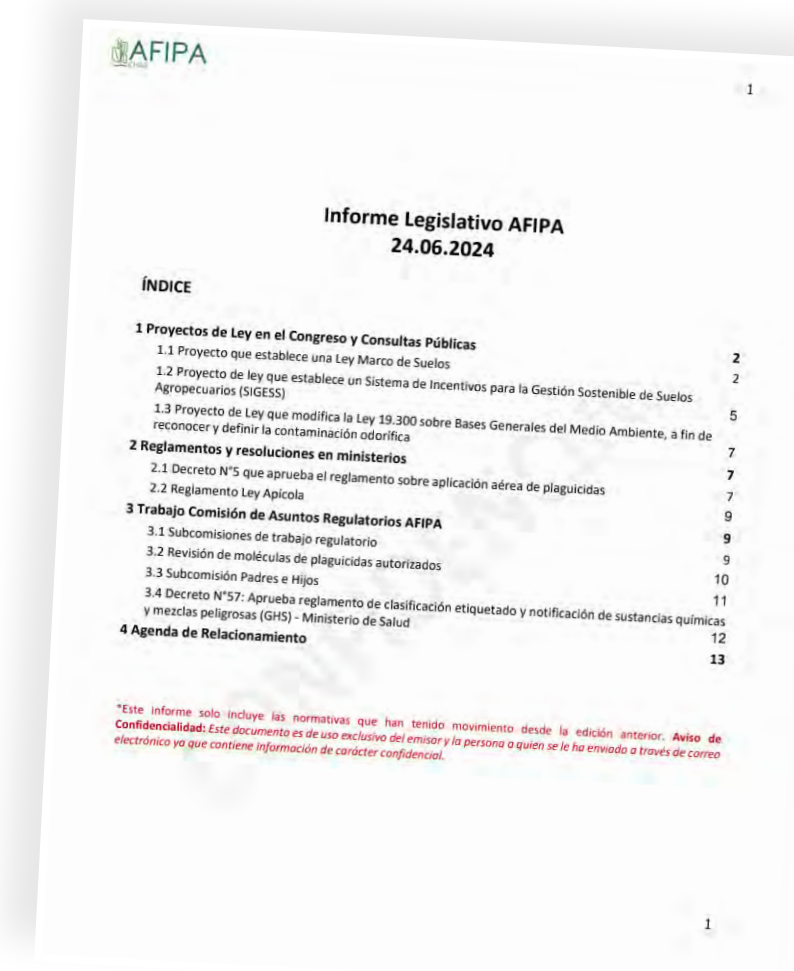 AFIPA
Chile
1
Informe Legislativo AFIPA
24.06.2024
ÍNDICE
1 Proyectos de Ley en el Congreso y Consultas Públicas 2
1.1 Proyecto que establece una Ley Marco de Suelos 2
1.2 Proyecto de ley que establece un Sistema de Incentivos para la Gestión Sostenible de Suelos
Agropecuarios (SIGESS) 5
1.3 Proyecto de Ley que modifica la Ley 19.300 sobre Bases Generales del Medio Ambiente, a fin de
reconocer y definir la contaminación odorífica 7
2 Reglamentos y resoluciones en ministerios 7
2.1 Decreto N°5 que aprueba el reglamento sobre aplicación aérea de plaguicidas 7
2.2 Reglamento Ley Apícola 9
3 Trabajo Comisión de Asuntos Regulatorios AFIPA 9
3.1 Subcomisiones de trabajo regulatorio 9
3.2 Revisión de moléculas de plaguicidas autorizados 10
3.3 Subcomisión Padres e Hijos 11
3.4 Decreto N°57: Aprueba reglamento de clasificación etiquetado y notificación de sustancias químicas
y mezclas peligrosas (GHS) - Ministerio de Salud 12
4 Agenda de Relacionamiento 13
*Este informe solo incluye las normativas que han tenido movimiento desde la edición anterior. Aviso de
Confidencialidad: Este documento es de uso exclusivo del emisor y la persona a quien se le ha enviado a través de correo
electrónico ya que contiene información de carácter confidencial.
1